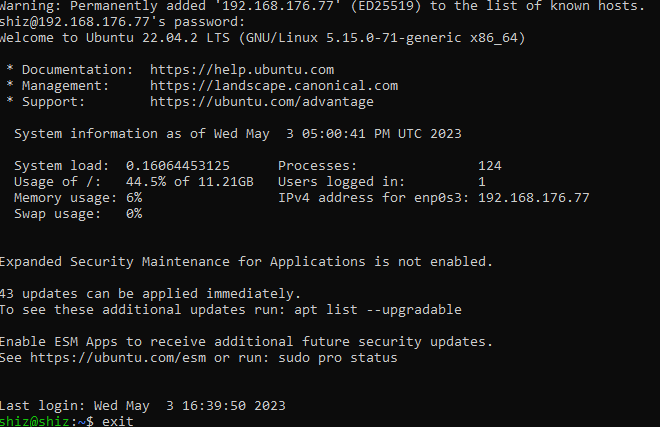 Warning: Permanently added '192.168.176.77' (ED25519) to the list of known hosts.
shiz@192.168.176.77's password:
Welcome to Ubuntu 22.04.2 LTS (GNU/Linux 5.15.0-71-generic x86_64)
* Documentation:  https://help.ubuntu.com
* Management:     https://landscape.canonical.com
* Support:        https://ubuntu.com/advantage
System information as of Wed May  3 05:00:41 PM UTC 2023
System load:  0.16064453125      Processes:               124
Usage of /:   44.5% of 11.21GB   Users logged in:         1
Memory usage: 6%                 IPv4 address for enp0s3: 192.168.176.77
Swap usage:   0%
Expanded Security Maintenance for Applications is not enabled.
43 updates can be applied immediately.
To see these additional updates run: apt list --upgradable
Enable ESM Apps to receive additional future security updates.
See https://ubuntu.com/esm or run: sudo pro status
Last login: Wed May  3 16:39:50 2023
shiz@shiz:~$ exit